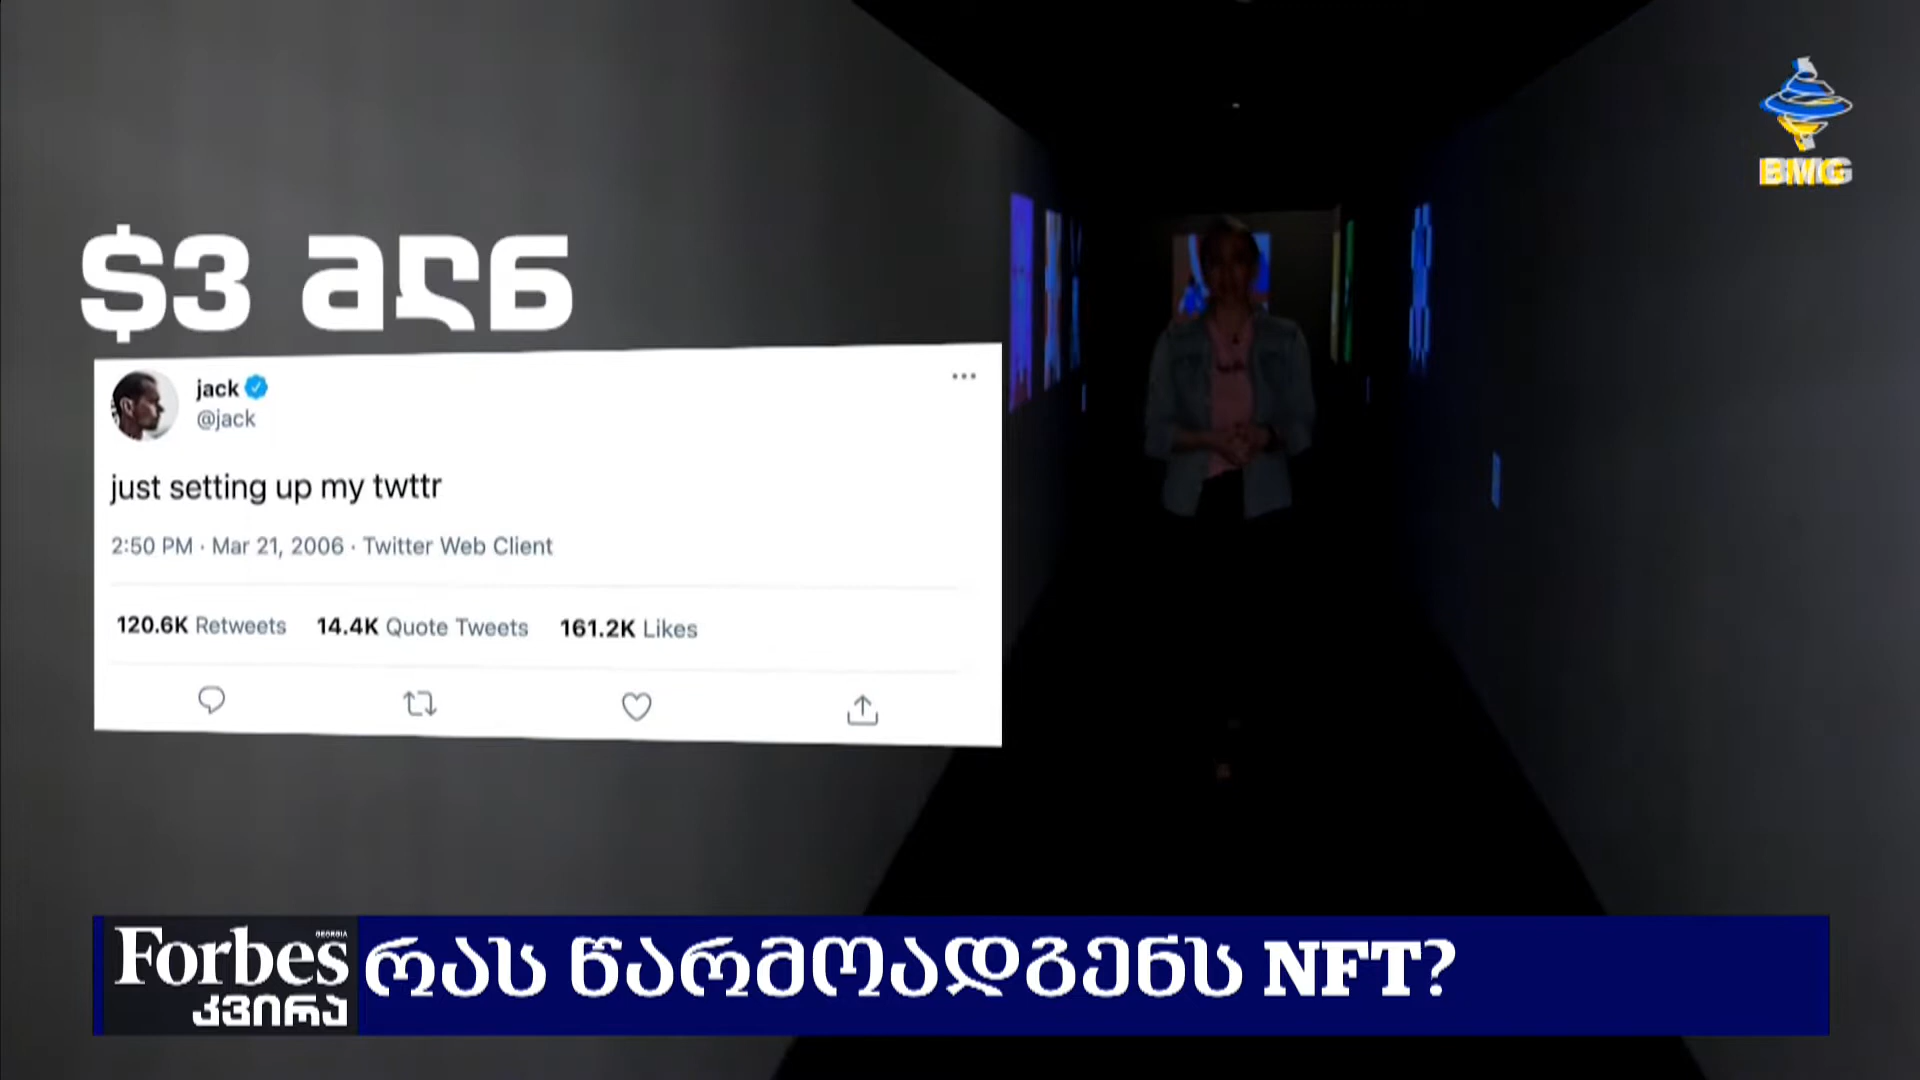 BMG
$3 მლნ
jack
@jack
just setting up my twttr
2:50 PM · Mar 21, 2006 · Twitter Web Client
120.6K Retweets 14.4K Quote Tweets 161.2K Likes
Forbes GEORGIA
კვირა
რას წარმოადგენს NFT?